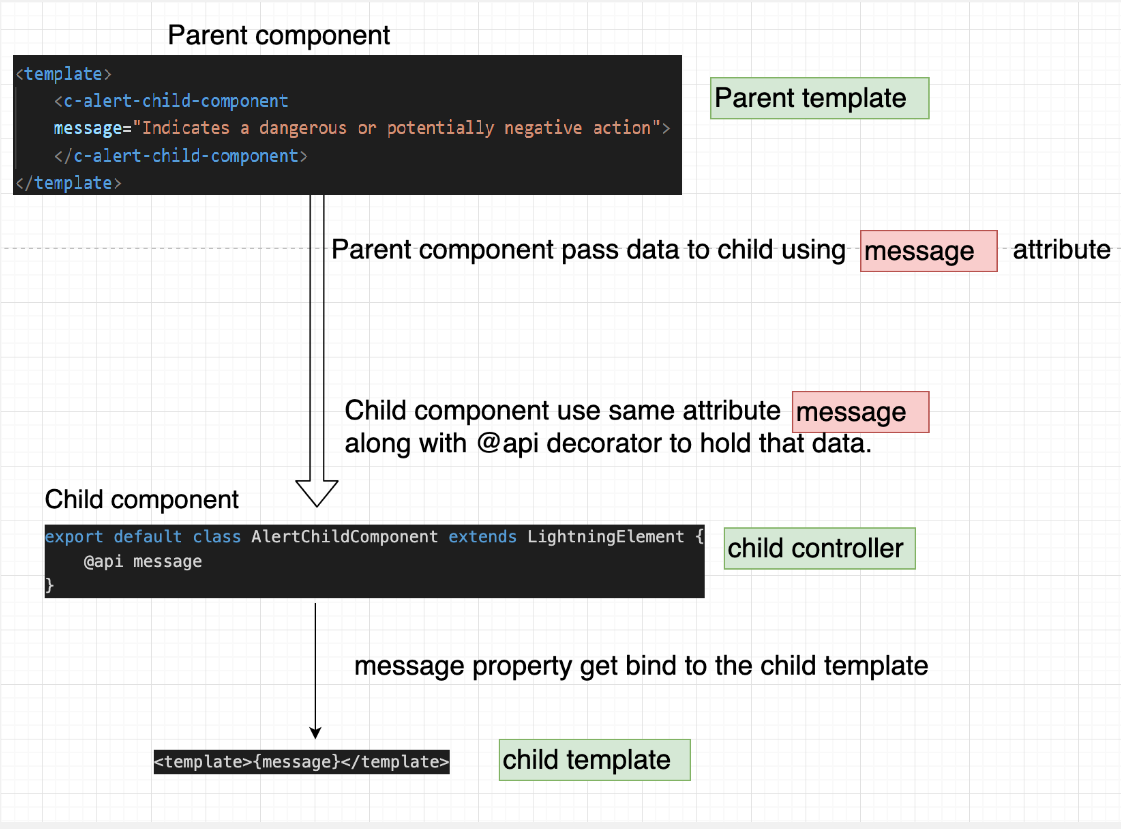 Parent component
<template>
<c-alert-child-component
message="Indicates a dangerous or potentially negative action">
</c-alert-child-component>
</template>
Parent template
Parent component pass data to child using message attribute
Child component use same attribute message
along with @api decorator to hold that data.
Child component
export default class AlertChildComponent extends LightningElement {
@api message
}
child controller
message property get bind to the child template
<template>{message}</template>
child template